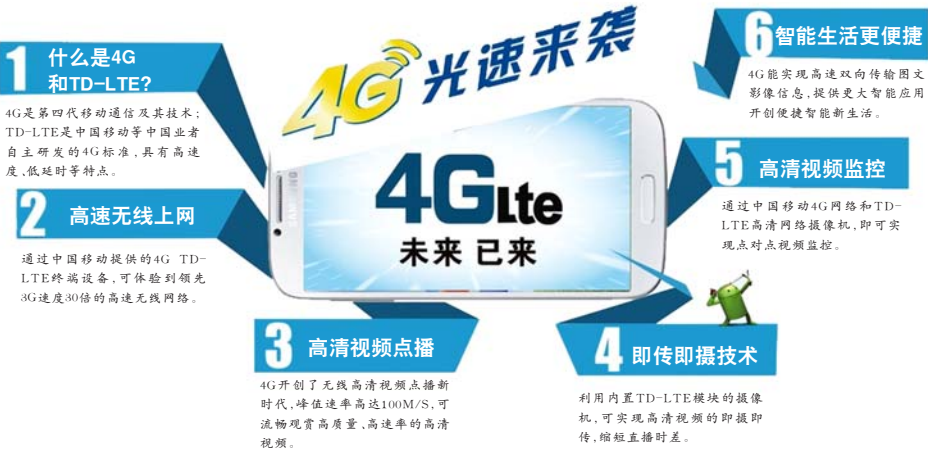 4G光速来袭
1 什么是4G
和TD-LTE?
4G是第四代移动通信及其技术;
TD-LTE是中国移动等中国业者
自主研发的4G标准,具有高速
度、低延时等特点。
2 高速无线上网
通过中国移动提供的4G TD-
LTE终端设备,可体验到领先
3G速度30倍的高速无线网络。
3 高清视频点播
4G开创了无线高清视频点播新
时代,峰值速率高达100M/S,可
流畅观赏高质量、高速率的高清
视频。
4 即传即摄技术
利用内置TD-LTE模块的摄像
机,可实现高清视频的即摄即
传,缩短直播时差。
5 高清视频监控
通过中国移动4G网络和TD-
LTE高清网络摄像机,即可实
现点对点视频监控。
6 智能生活更便捷
4G能实现高速双向传输图文
影像信息,提供更大智能应用
开创便捷智能新生活。
SAMSUNG
4G Lte
未来 已来